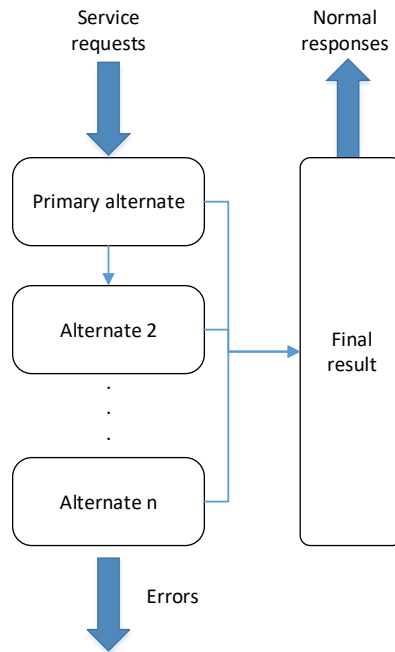 Service
requests
Normal
responses
Primary alternate
Alternate 2
.
.
.
Alternate n
Final
result
Errors